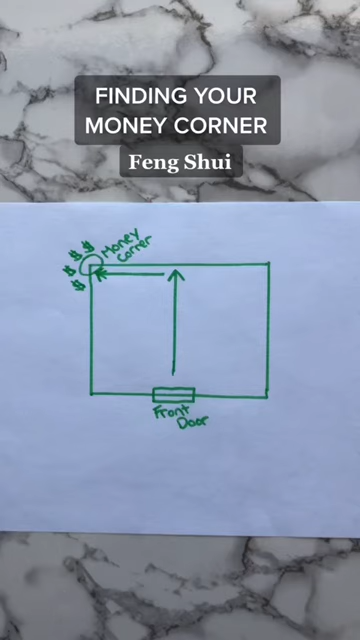 FINDING YOUR
MONEY CORNER
Feng Shui
$ $ $ $
Money
Corner
Front
Door